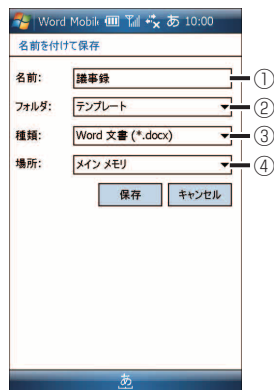 Word Mobile あ 10:00
名前を付けて保存
名前: 議事録 ①
フォルダ: テンプレート ②
種類: Word 文書 (*.docx) ③
場所: メイン メモリ ④
保存 キャンセル
あ